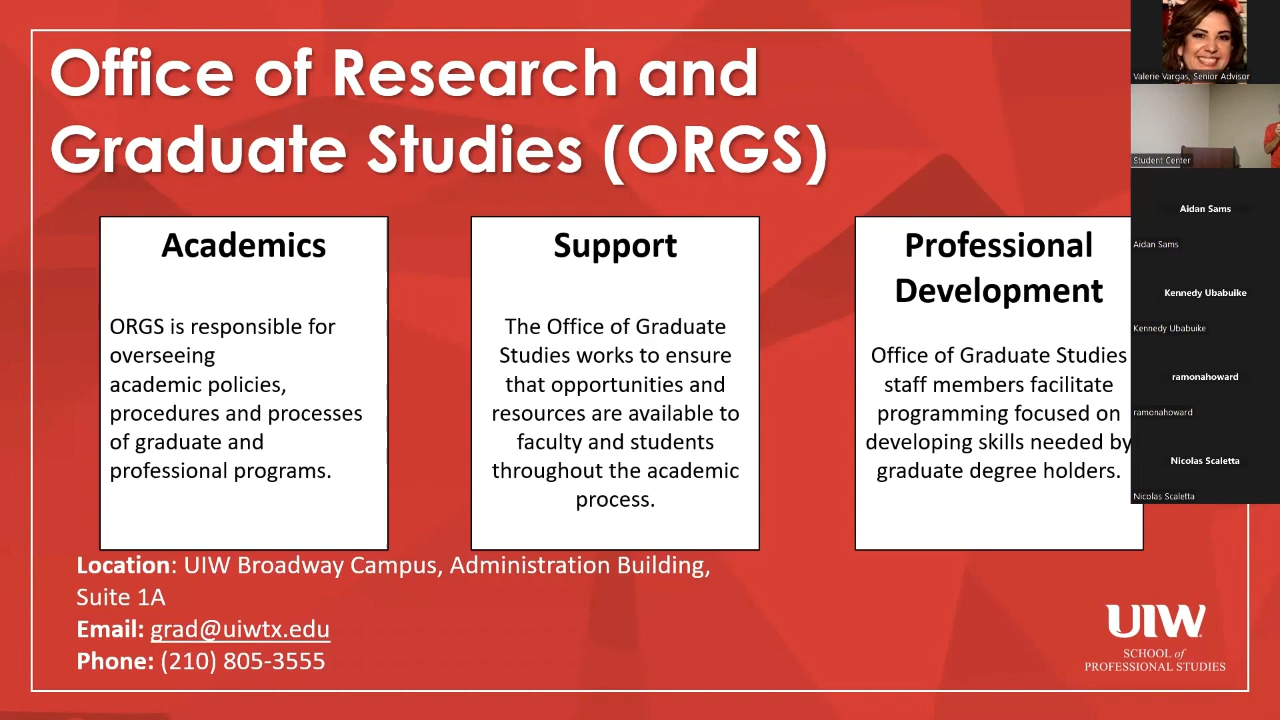 Office of Research and
Graduate Studies (ORGS)
Academics
ORGS is responsible for
overseeing
academic policies,
procedures and processes
of graduate and
professional programs.
Support
The Office of Graduate
Studies works to ensure
that opportunities and
resources are available to
faculty and students
throughout the academic
process.
Professional
Development
Office of Graduate Studies
staff members facilitate
programming focused on
developing skills needed by
graduate degree holders.
Location: UIW Broadway Campus, Administration Building,
Suite 1A
Email: grad@uiwtx.edu
Phone: (210) 805-3555
UIW
SCHOOL of
PROFESSIONAL STUDIES
Valerie Vargas, Senior Advisor
Student Center
Aidan Sams
Aidan Sams
Kennedy Ubabuike
Kennedy Ubabuike
ramonahoward
ramonahoward
Nicolas Scaletta
Nicolas Scaletta